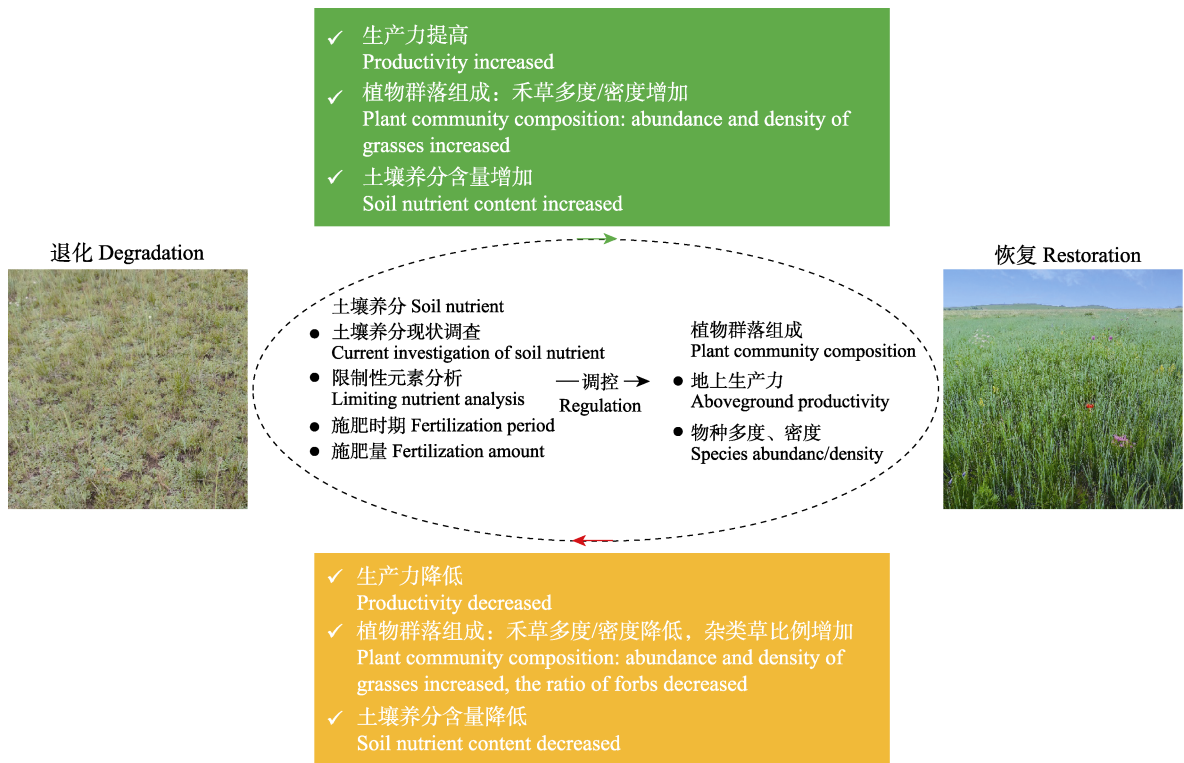 生产力提高
Productivity increased
植物群落组成：禾草多度/密度增加
Plant community composition: abundance and density of
grasses increased
土壤养分含量增加
Soil nutrient content increased
退化 Degradation
恢复 Restoration
土壤养分 Soil nutrient
土壤养分现状调查
Current investigation of soil nutrient
限制性元素分析
Limiting nutrient analysis
施肥时期 Fertilization period
施肥量 Fertilization amount
调控
Regulation
植物群落组成
Plant community composition
地上生产力
Aboveground productivity
物种多度、密度
Species abundanc/density
生产力降低
Productivity decreased
植物群落组成：禾草多度/密度降低，杂类草比例增加
Plant community composition: abundance and density of
grasses increased, the ratio of forbs decreased
土壤养分含量降低
Soil nutrient content decreased